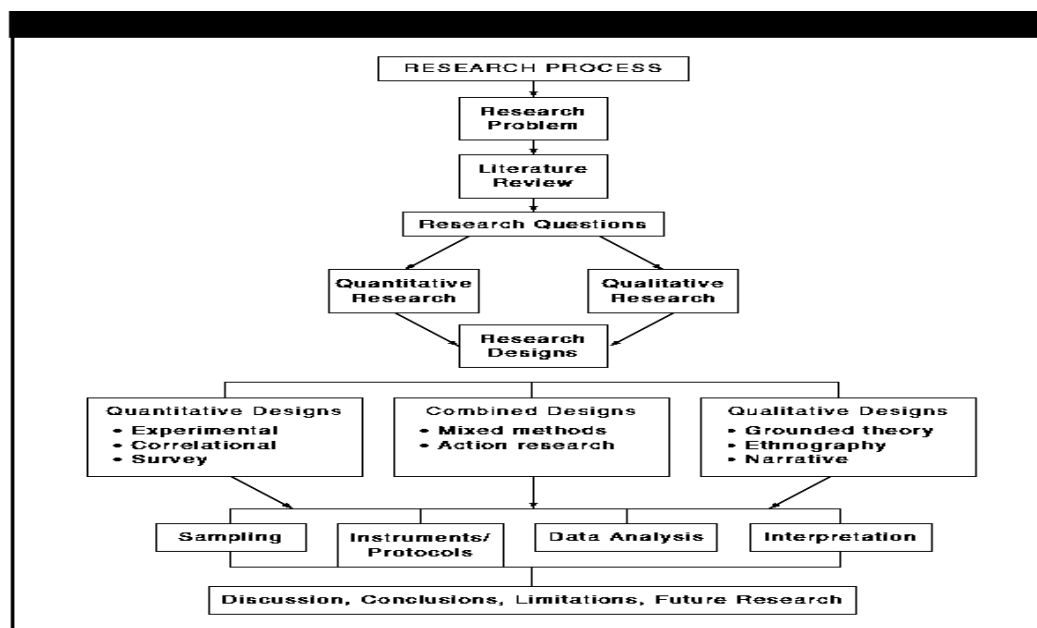 RESEARCH PROCESS
Research
Problem
Literature
Review
Research Questions
Quantitative
Research
Qualitative
Research
Research
Designs
Quantitative Designs
• Experimental
• Correlational
• Survey
Combined Designs
• Mixed methods
• Action research
Qualitative Designs
• Grounded theory
• Ethnography
• Narrative
Sampling
Instruments/
Protocols
Data Analysis
Interpretation
Discussion, Conclusions, Limitations, Future Research